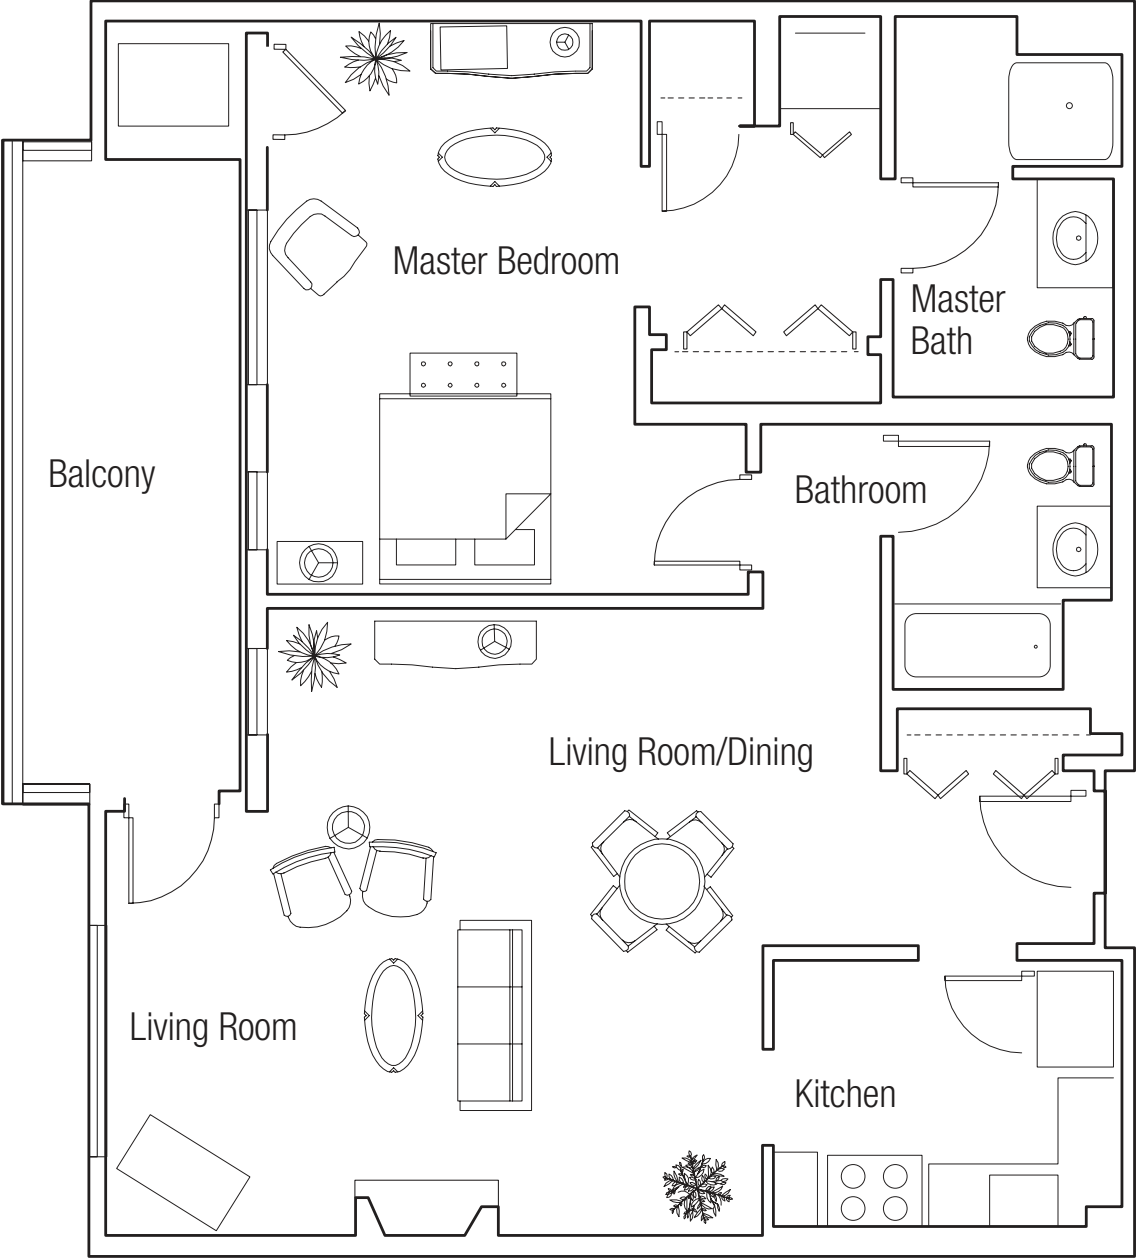 Master Bedroom
Master
Bath
Balcony
Bathroom
Living Room/Dining
Living Room
Kitchen